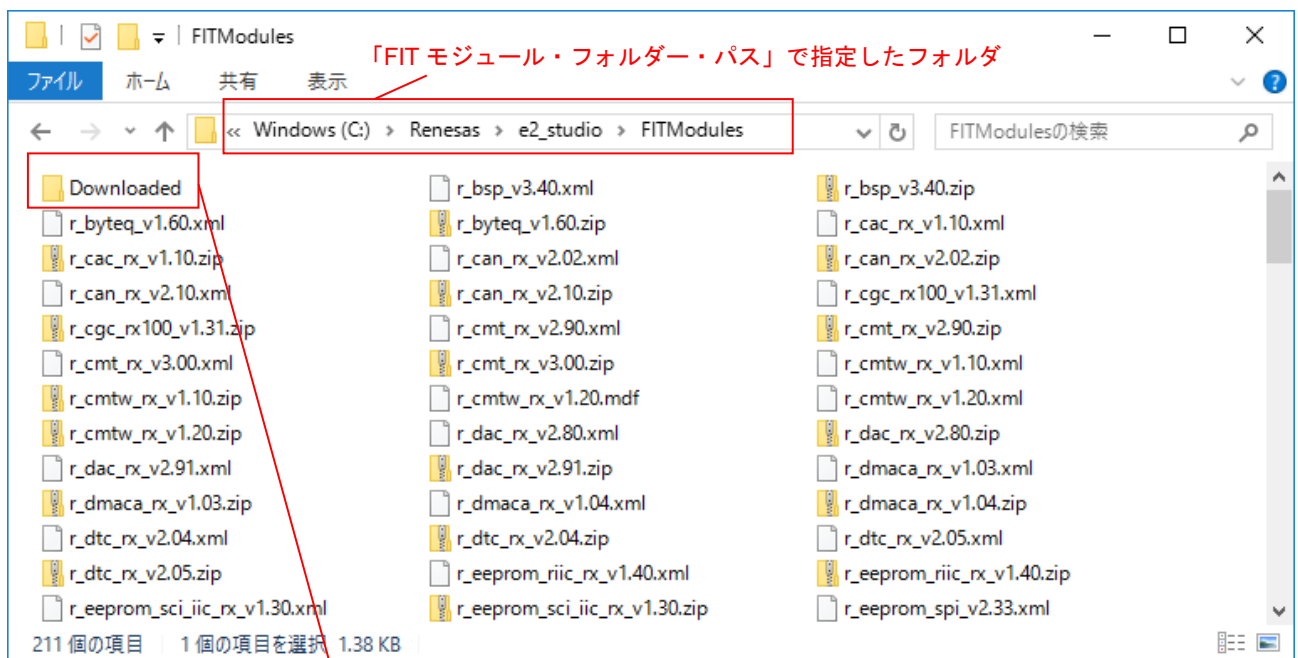 FITModules
「FIT モジュール・フォルダー・パス」で指定したフォルダ
ファイル ホーム 共有 表示
« Windows (C:) › Renesas › e2_studio › FITModules
FITModulesの検索
Downloaded r_bsp_v3.40.xml r_bsp_v3.40.zip
r_byteq_v1.60.xml r_byteq_v1.60.zip r_cac_rx_v1.10.xml
r_cac_rx_v1.10.zip r_can_rx_v2.02.xml r_can_rx_v2.02.zip
r_can_rx_v2.10.xml r_can_rx_v2.10.zip r_cgc_rx100_v1.31.xml
r_cgc_rx100_v1.31.zip r_cmt_rx_v2.90.xml r_cmt_rx_v2.90.zip
r_cmt_rx_v3.00.xml r_cmt_rx_v3.00.zip r_cmtw_rx_v1.10.xml
r_cmtw_rx_v1.10.zip r_cmtw_rx_v1.20.mdf r_cmtw_rx_v1.20.xml
r_cmtw_rx_v1.20.zip r_dac_rx_v2.80.xml r_dac_rx_v2.80.zip
r_dac_rx_v2.91.xml r_dac_rx_v2.91.zip r_dmaca_rx_v1.03.xml
r_dmaca_rx_v1.03.zip r_dmaca_rx_v1.04.xml r_dmaca_rx_v1.04.zip
r_dtc_rx_v2.04.xml r_dtc_rx_v2.04.zip r_dtc_rx_v2.05.xml
r_dtc_rx_v2.05.zip r_eeprom_riic_rx_v1.40.xml r_eeprom_riic_rx_v1.40.zip
r_eeprom_sci_iic_rx_v1.30.xml r_eeprom_sci_iic_rx_v1.30.zip r_eeprom_spi_v2.33.xml
211 個の項目 1 個の項目を選択 1.38 KB